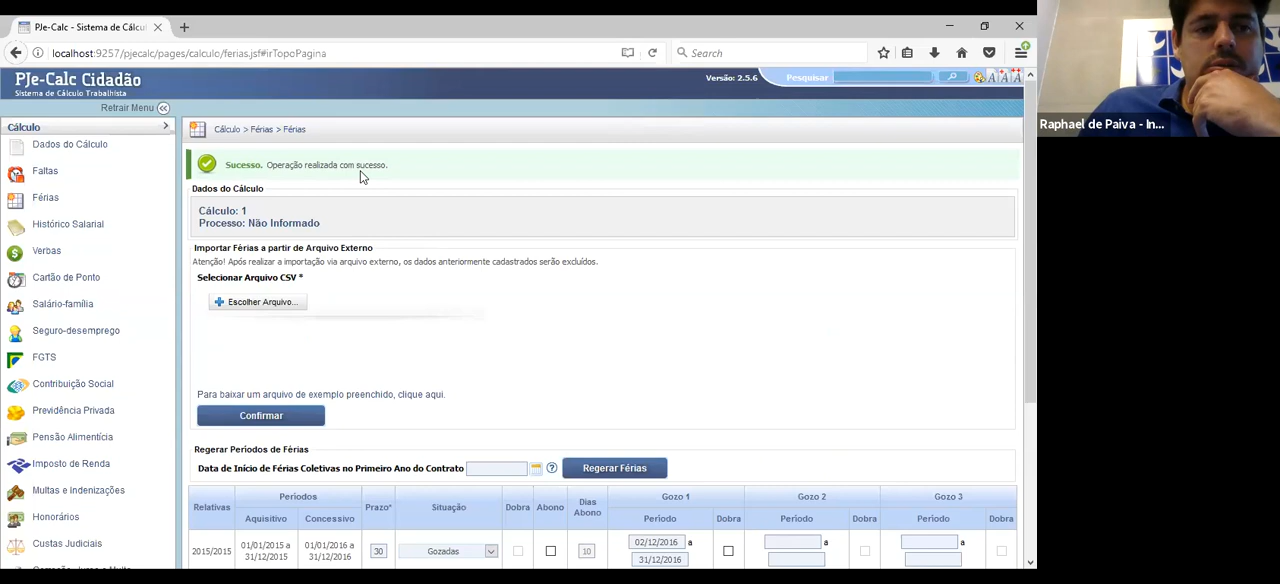 PJe-Calc - Sistema de Cálcu
localhost:9257/pjecalc/pages/calculo/ferias.jsf#irTopoPagina
Search
PJe-Calc Cidadão
Sistema de Cálculo Trabalhista
Versão: 2.5.6
Pesquisar
Raphael de Paiva - In...
Retrair Menu
Cálculo
Dados do Cálculo
Faltas
Férias
Histórico Salarial
Verbas
Cartão de Ponto
Salário-família
Seguro-desemprego
FGTS
Contribuição Social
Previdência Privada
Pensão Alimentícia
Imposto de Renda
Multas e Indenizações
Honorários
Custas Judiciais
Cálculo > Férias > Férias
Sucesso. Operação realizada com sucesso.
Dados do Cálculo
Cálculo: 1
Processo: Não Informado
Importar Férias a partir de Arquivo Externo
Atenção! Após realizar a importação via arquivo externo, os dados anteriormente cadastrados serão excluídos.
Selecionar Arquivo CSV *
Escolher Arquivo...
Para baixar um arquivo de exemplo preenchido, clique aqui.
Confirmar
Regerar Períodos de Férias
Data de Início de Férias Coletivas no Primeiro Ano do Contrato
Regerar Férias
Relativas Períodos Prazo* Situação Dobra Abono Dias Abono Gozo 1 Gozo 2 Gozo 3
Aquisitivo Concessivo Período Dobra Período Dobra Período Dobra
2015/2015 01/01/2015 a 01/01/2016 a 30 Gozadas 10 02/12/2016 a a a
31/12/2015 31/12/2016 31/12/2016